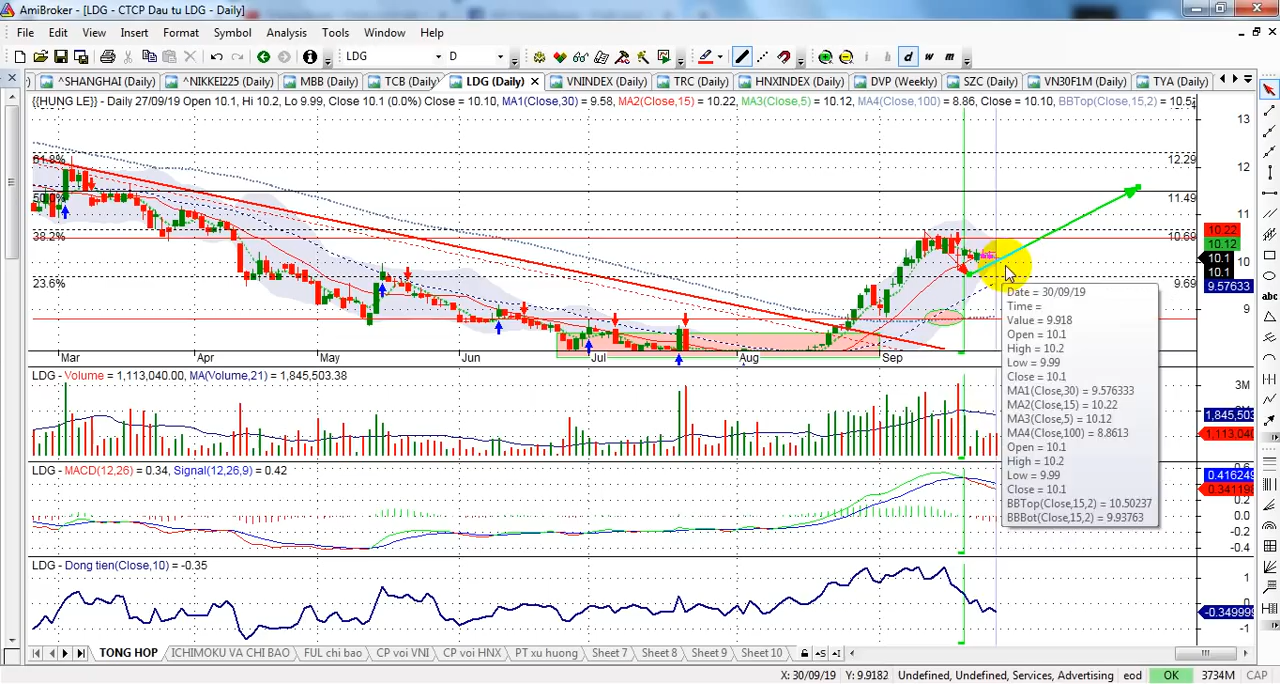 AmiBroker - [LDG - CTCP Dau tu LDG - Daily]
File Edit View Insert Format Symbol Analysis Tools Window Help
LDG D i h d w m
^SHANGHAI (Daily) ^NIKKEI225 (Daily) MBB (Daily) TCB (Daily) LDG (Daily) VNINDEX (Daily) TRC (Daily) HNXINDEX (Daily) DVP (Weekly) SZC (Daily) VN30F1M (Daily) TYA (Daily)
{{HUNG LE}} - Daily 27/09/19 Open 10.1, Hi 10.2, Lo 9.99, Close 10.1 (0.0%) Close = 10.10, MA1(Close,30) = 9.58, MA2(Close,15) = 10.22, MA3(Close,5) = 10.12, MA4(Close,100) = 8.86, Close = 10.10, BBTop(Close,15,2) = 10.5
13
61.8% 12.29
12
50.0% 11.49
11
38.2% 10.69
10.22
10.12
10 10.1
10.1
23.6% 9.69 9.57633
9
abc
Date = 30/09/19
Time =
Value = 9.918
Open = 10.1
High = 10.2
Low = 9.99
Close = 10.1
MA1(Close,30) = 9.576333
MA2(Close,15) = 10.22
MA3(Close,5) = 10.12
MA4(Close,100) = 8.8613
Open = 10.1
High = 10.2
Low = 9.99
Close = 10.1
BBTop(Close,15,2) = 10.50237
BBBot(Close,15,2) = 9.93763
Mar Apr May Jun Jul Aug Sep
LDG - Volume = 1,113,040.00, MA(Volume,21) = 1,845,503.38
3M
1,845,503
1,113,040
LDG - MACD(12,26) = 0.34, Signal(12,26,9) = 0.42
0.416249
0.341198
0.2
0.0
-0.2
-0.4
LDG - Dong tien(Close,10) = -0.35
1
0
-0.349999
-1
TONG HOP ICHIMOKU VA CHI BAO FUL chi bao CP voi VNI CP voi HNX PT xu huong Sheet 7 Sheet 8 Sheet 9 Sheet 10
X: 30/09/19 Y: 9.9182 Undefined, Undefined, Services, Advertising eod OK 3734M CAP